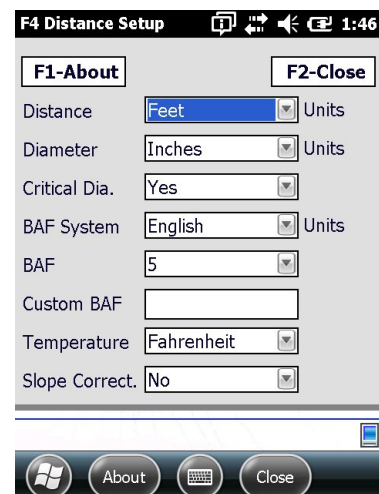 F4 Distance Setup 1:46
F1-About F2-Close
Distance Feet Units
Diameter Inches Units
Critical Dia. Yes
BAF System English Units
BAF 5
Custom BAF
Temperature Fahrenheit
Slope Correct. No
About Close